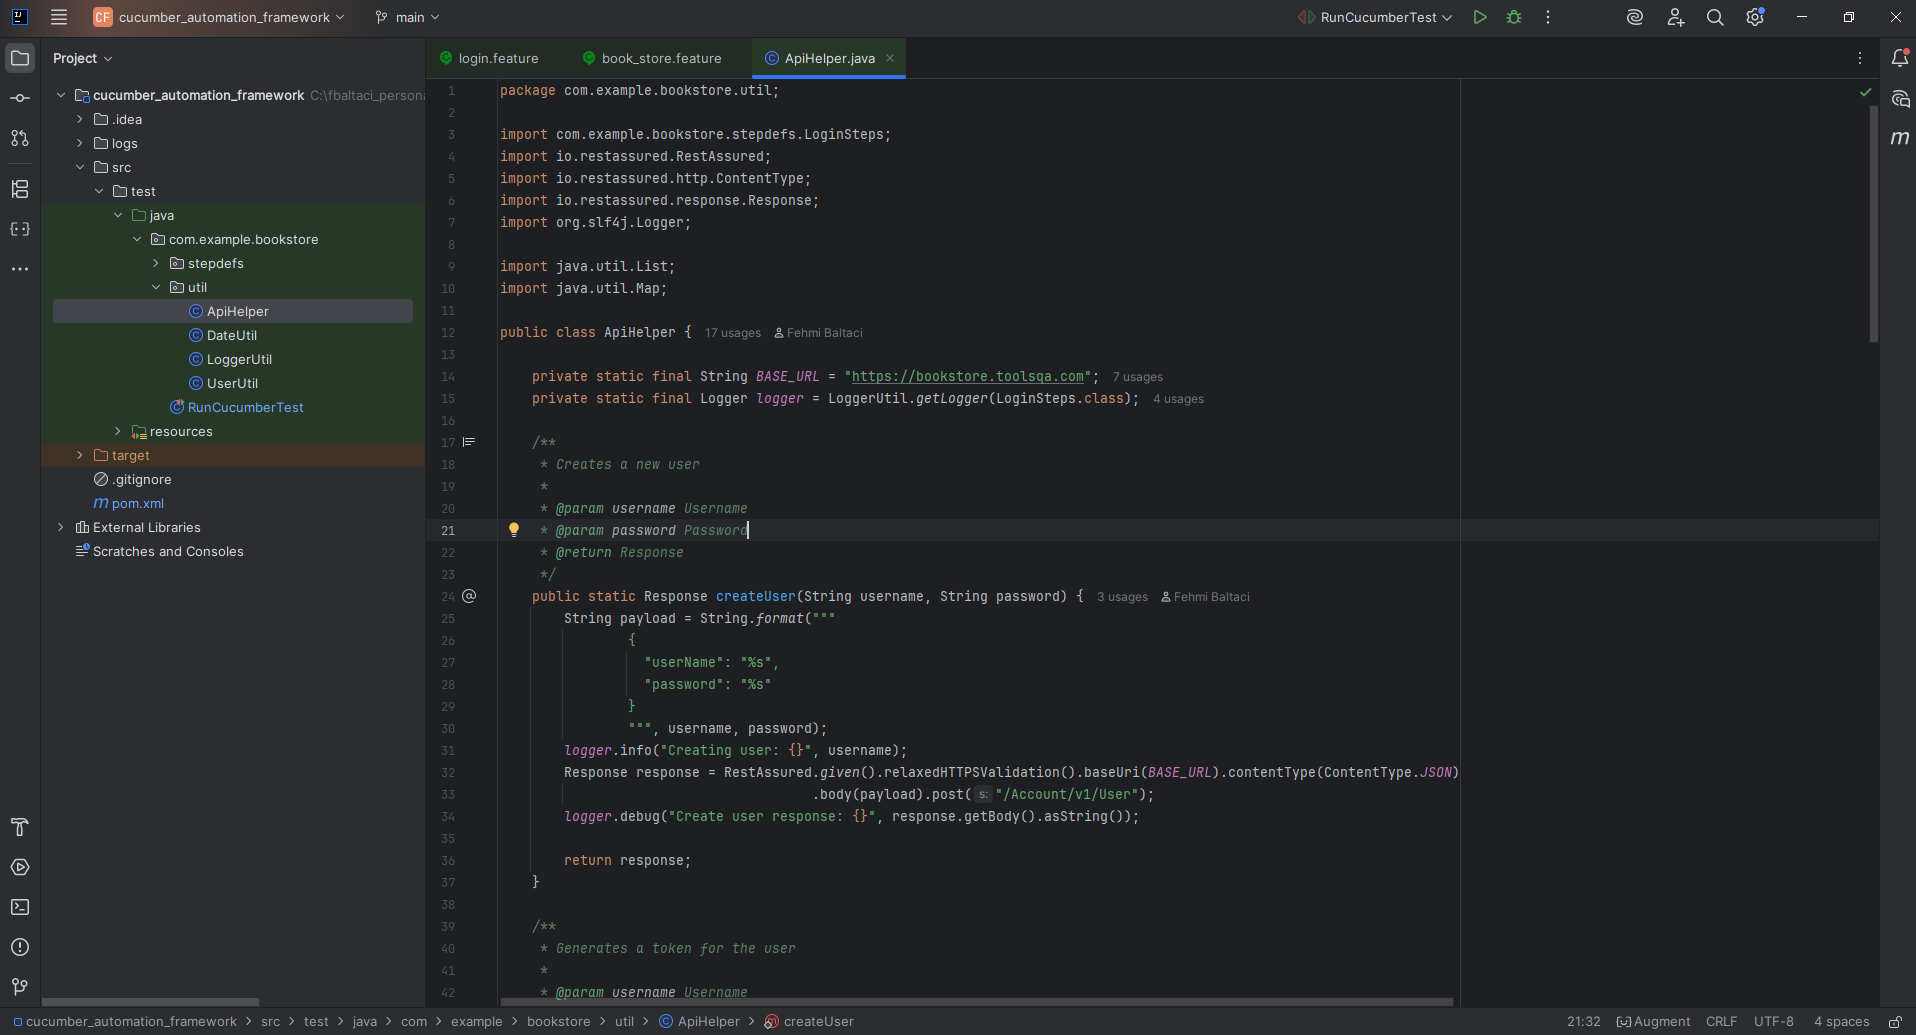 CF cucumber_automation_framework main RunCucumberTest
Project
login.feature book_store.feature ApiHelper.java
cucumber_automation_framework C:\fbaltaci_persona
.idea
logs
src
test
java
com.example.bookstore
stepdefs
util
ApiHelper
DateUtil
LoggerUtil
UserUtil
RunCucumberTest
resources
target
.gitignore
m pom.xml
External Libraries
Scratches and Consoles
1 package com.example.bookstore.util;
2
3 import com.example.bookstore.stepdefs.LoginSteps;
4 import io.restassured.RestAssured;
5 import io.restassured.http.ContentType;
6 import io.restassured.response.Response;
7 import org.slf4j.Logger;
8
9 import java.util.List;
10 import java.util.Map;
11
12 public class ApiHelper { 17 usages Fehmi Baltaci
13
14 private static final String BASE_URL = "https://bookstore.toolsqa.com"; 7 usages
15 private static final Logger logger = LoggerUtil.getLogger(LoginSteps.class); 4 usages
16
17 /**
18 * Creates a new user
19 *
20 * @param username Username
21 * @param password Password
22 * @return Response
23 */
24 public static Response createUser(String username, String password) { 3 usages Fehmi Baltaci
25 String payload = String.format("""
26 {
27 "userName": "%s",
28 "password": "%s"
29 }
30 """, username, password);
31 logger.info("Creating user: {}", username);
32 Response response = RestAssured.given().relaxedHTTPSValidation().baseUri(BASE_URL).contentType(ContentType.JSON)
33 .body(payload).post( s: "/Account/v1/User");
34 logger.debug("Create user response: {}", response.getBody().asString());
35
36 return response;
37 }
38
39 /**
40 * Generates a token for the user
41 *
42 * @param username Username
m
cucumber_automation_framework > src > test > java > com > example > bookstore > util > ApiHelper > createUser 21:32 Augment CRLF UTF-8 4 spaces